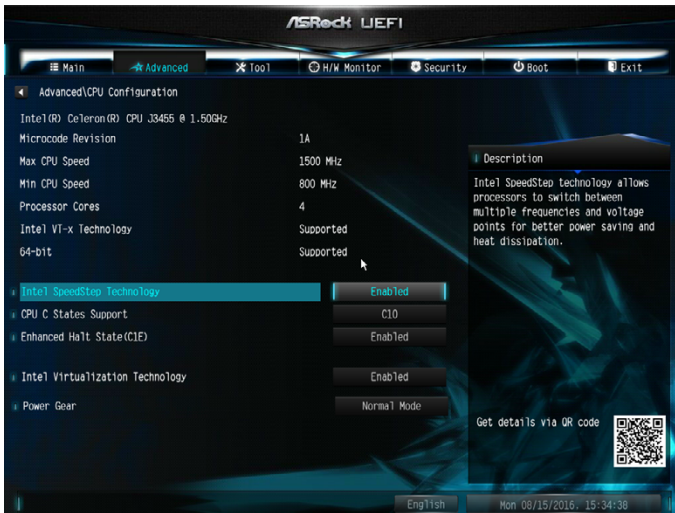 ASRock UEFI
Main Advanced Tool H/W Monitor Security Boot Exit
Advanced\CPU Configuration
Intel(R) Celeron(R) CPU J3455 @ 1.50GHz
Microcode Revision 1A
Max CPU Speed 1500 MHz
Min CPU Speed 800 MHz
Processor Cores 4
Intel VT-x Technology Supported
64-bit Supported
Intel SpeedStep Technology Enabled
CPU C States Support C10
Enhanced Halt State(C1E) Enabled
Intel Virtualization Technology Enabled
Power Gear Normal Mode
Description
Intel SpeedStep technology allows
processors to switch between
multiple frequencies and voltage
points for better power saving and
heat dissipation.
Get details via QR code
English Mon 08/15/2016. 15:34:38